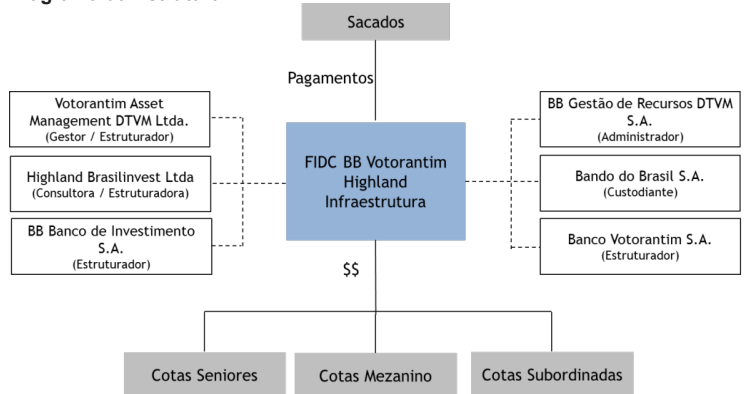 Sacados
Pagamentos
Votorantim Asset
Management DTVM Ltda.
(Gestor / Estruturador)
Highland Brasilinvest Ltda
(Consultora / Estruturadora)
BB Banco de Investimento
S.A.
(Estruturador)
FIDC BB Votorantim
Highland
Infraestrutura
BB Gestão de Recursos DTVM
S.A.
(Administrador)
Bando do Brasil S.A.
(Custodiante)
Banco Votorantim S.A.
(Estruturador)
$$
Cotas Seniores
Cotas Mezanino
Cotas Subordinadas